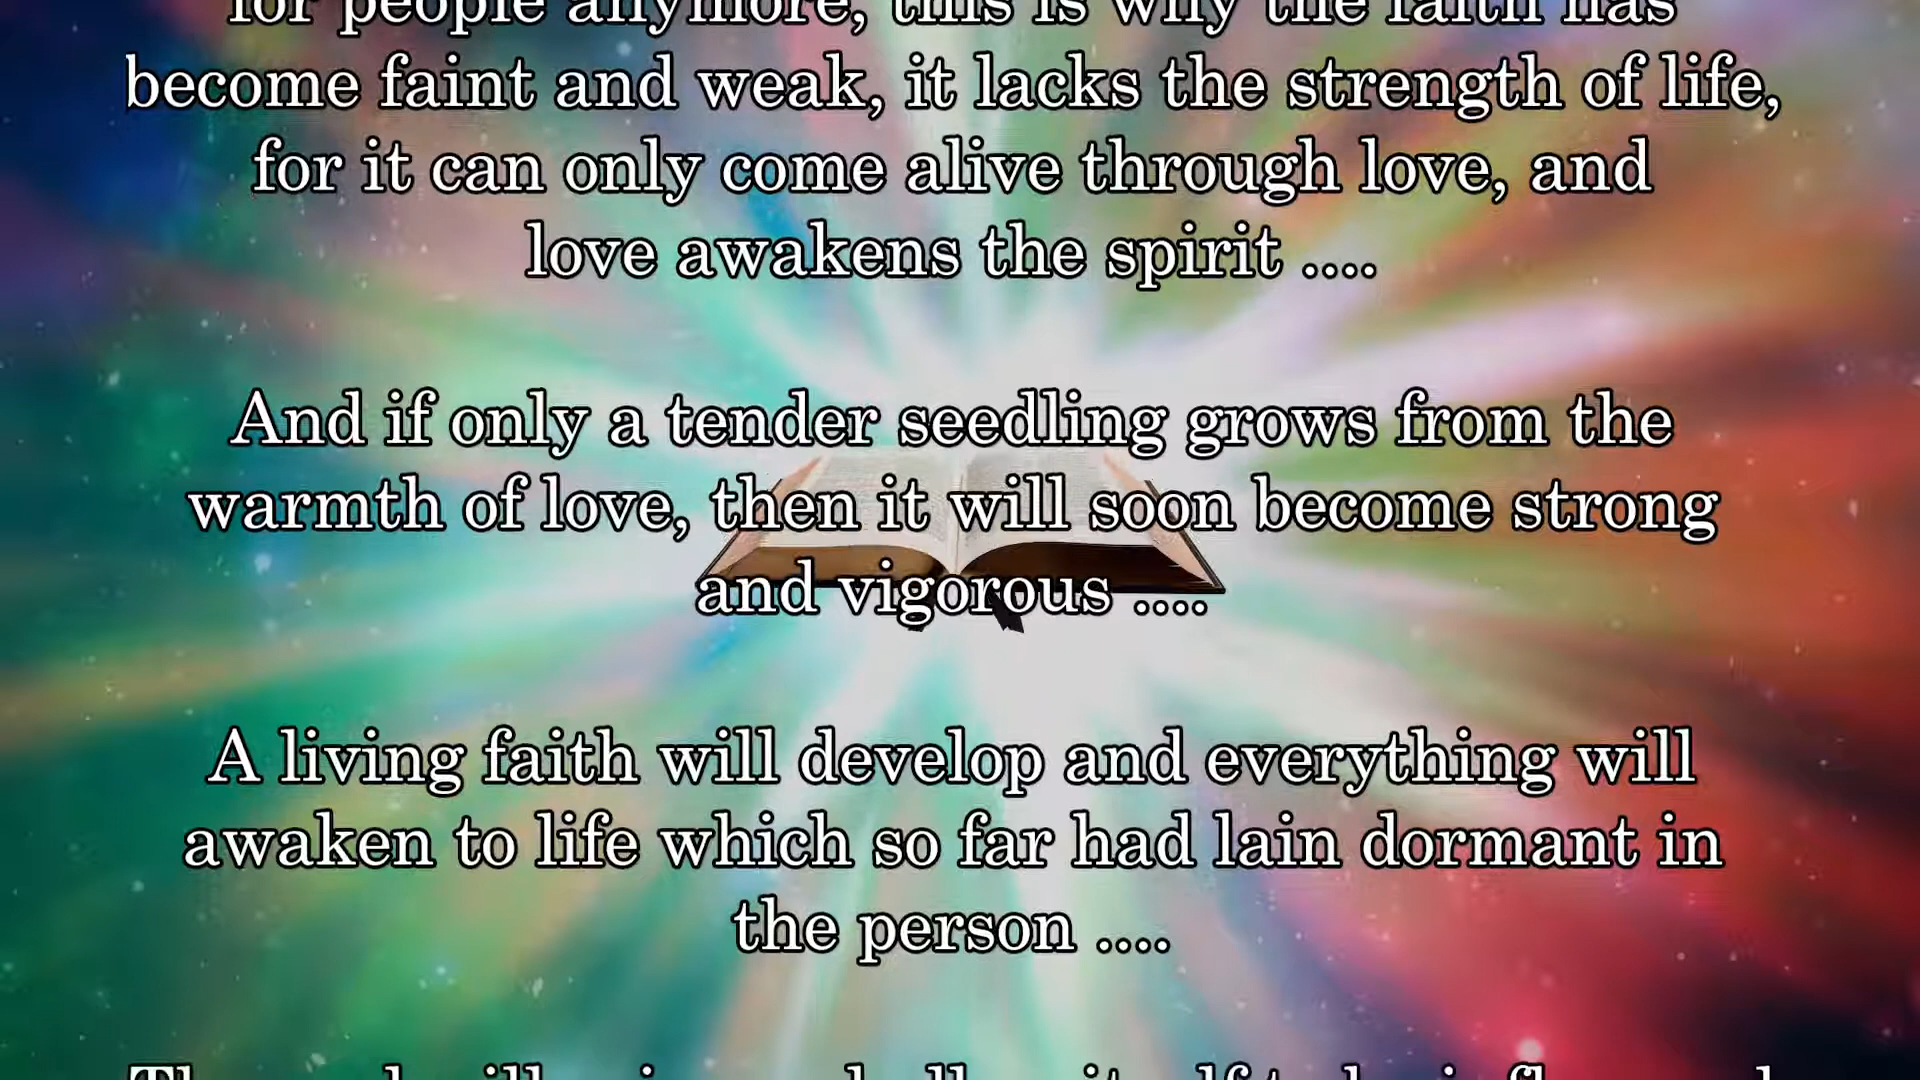 for people anymore, this is why the faith has
become faint and weak, it lacks the strength of life,
for it can only come alive through love, and
love awakens the spirit ....
And if only a tender seedling grows from the
warmth of love, then it will soon become strong
and vigorous ....
A living faith will develop and everything will
awaken to life which so far had lain dormant in
the person ....